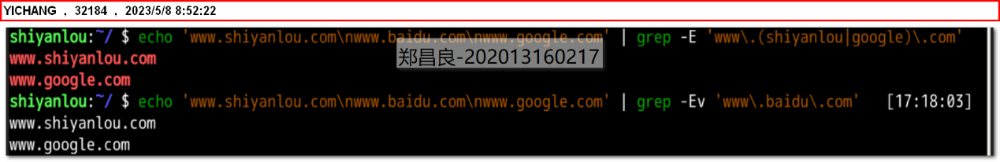 YICHANG , 32184 , 2023/5/8 8:52:22
shiyanlou:~/ $ echo 'www.shiyanlou.com\nwww.baidu.com\nwww.google.com' | grep -E 'www\.(shiyanlou|google)\.com'
郑昌良-202013160217
www.shiyanlou.com
www.google.com
shiyanlou:~/ $ echo 'www.shiyanlou.com\nwww.baidu.com\nwww.google.com' | grep -Ev 'www\.baidu\.com' [17:18:03]
www.shiyanlou.com
www.google.com